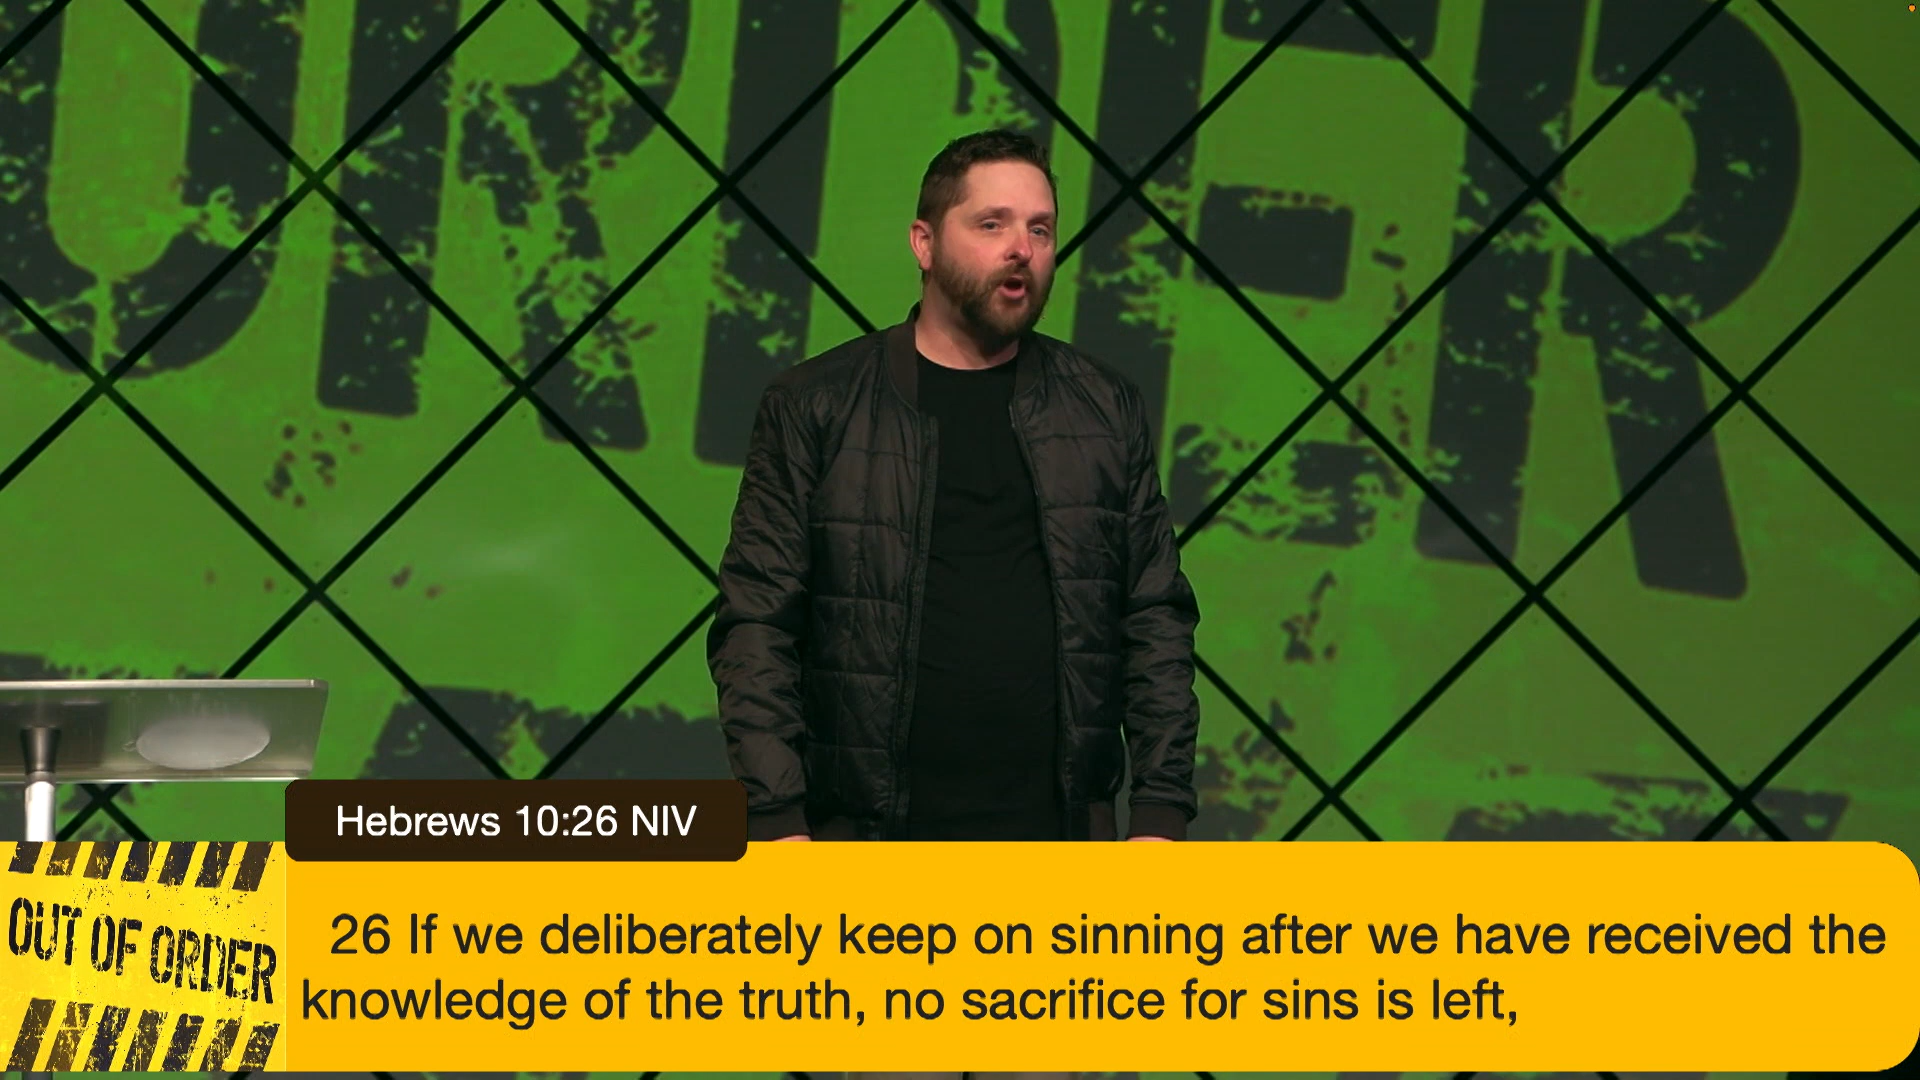 ORDER
Hebrews 10:26 NIV
OUT OF ORDER
26 If we deliberately keep on sinning after we have received the
knowledge of the truth, no sacrifice for sins is left,